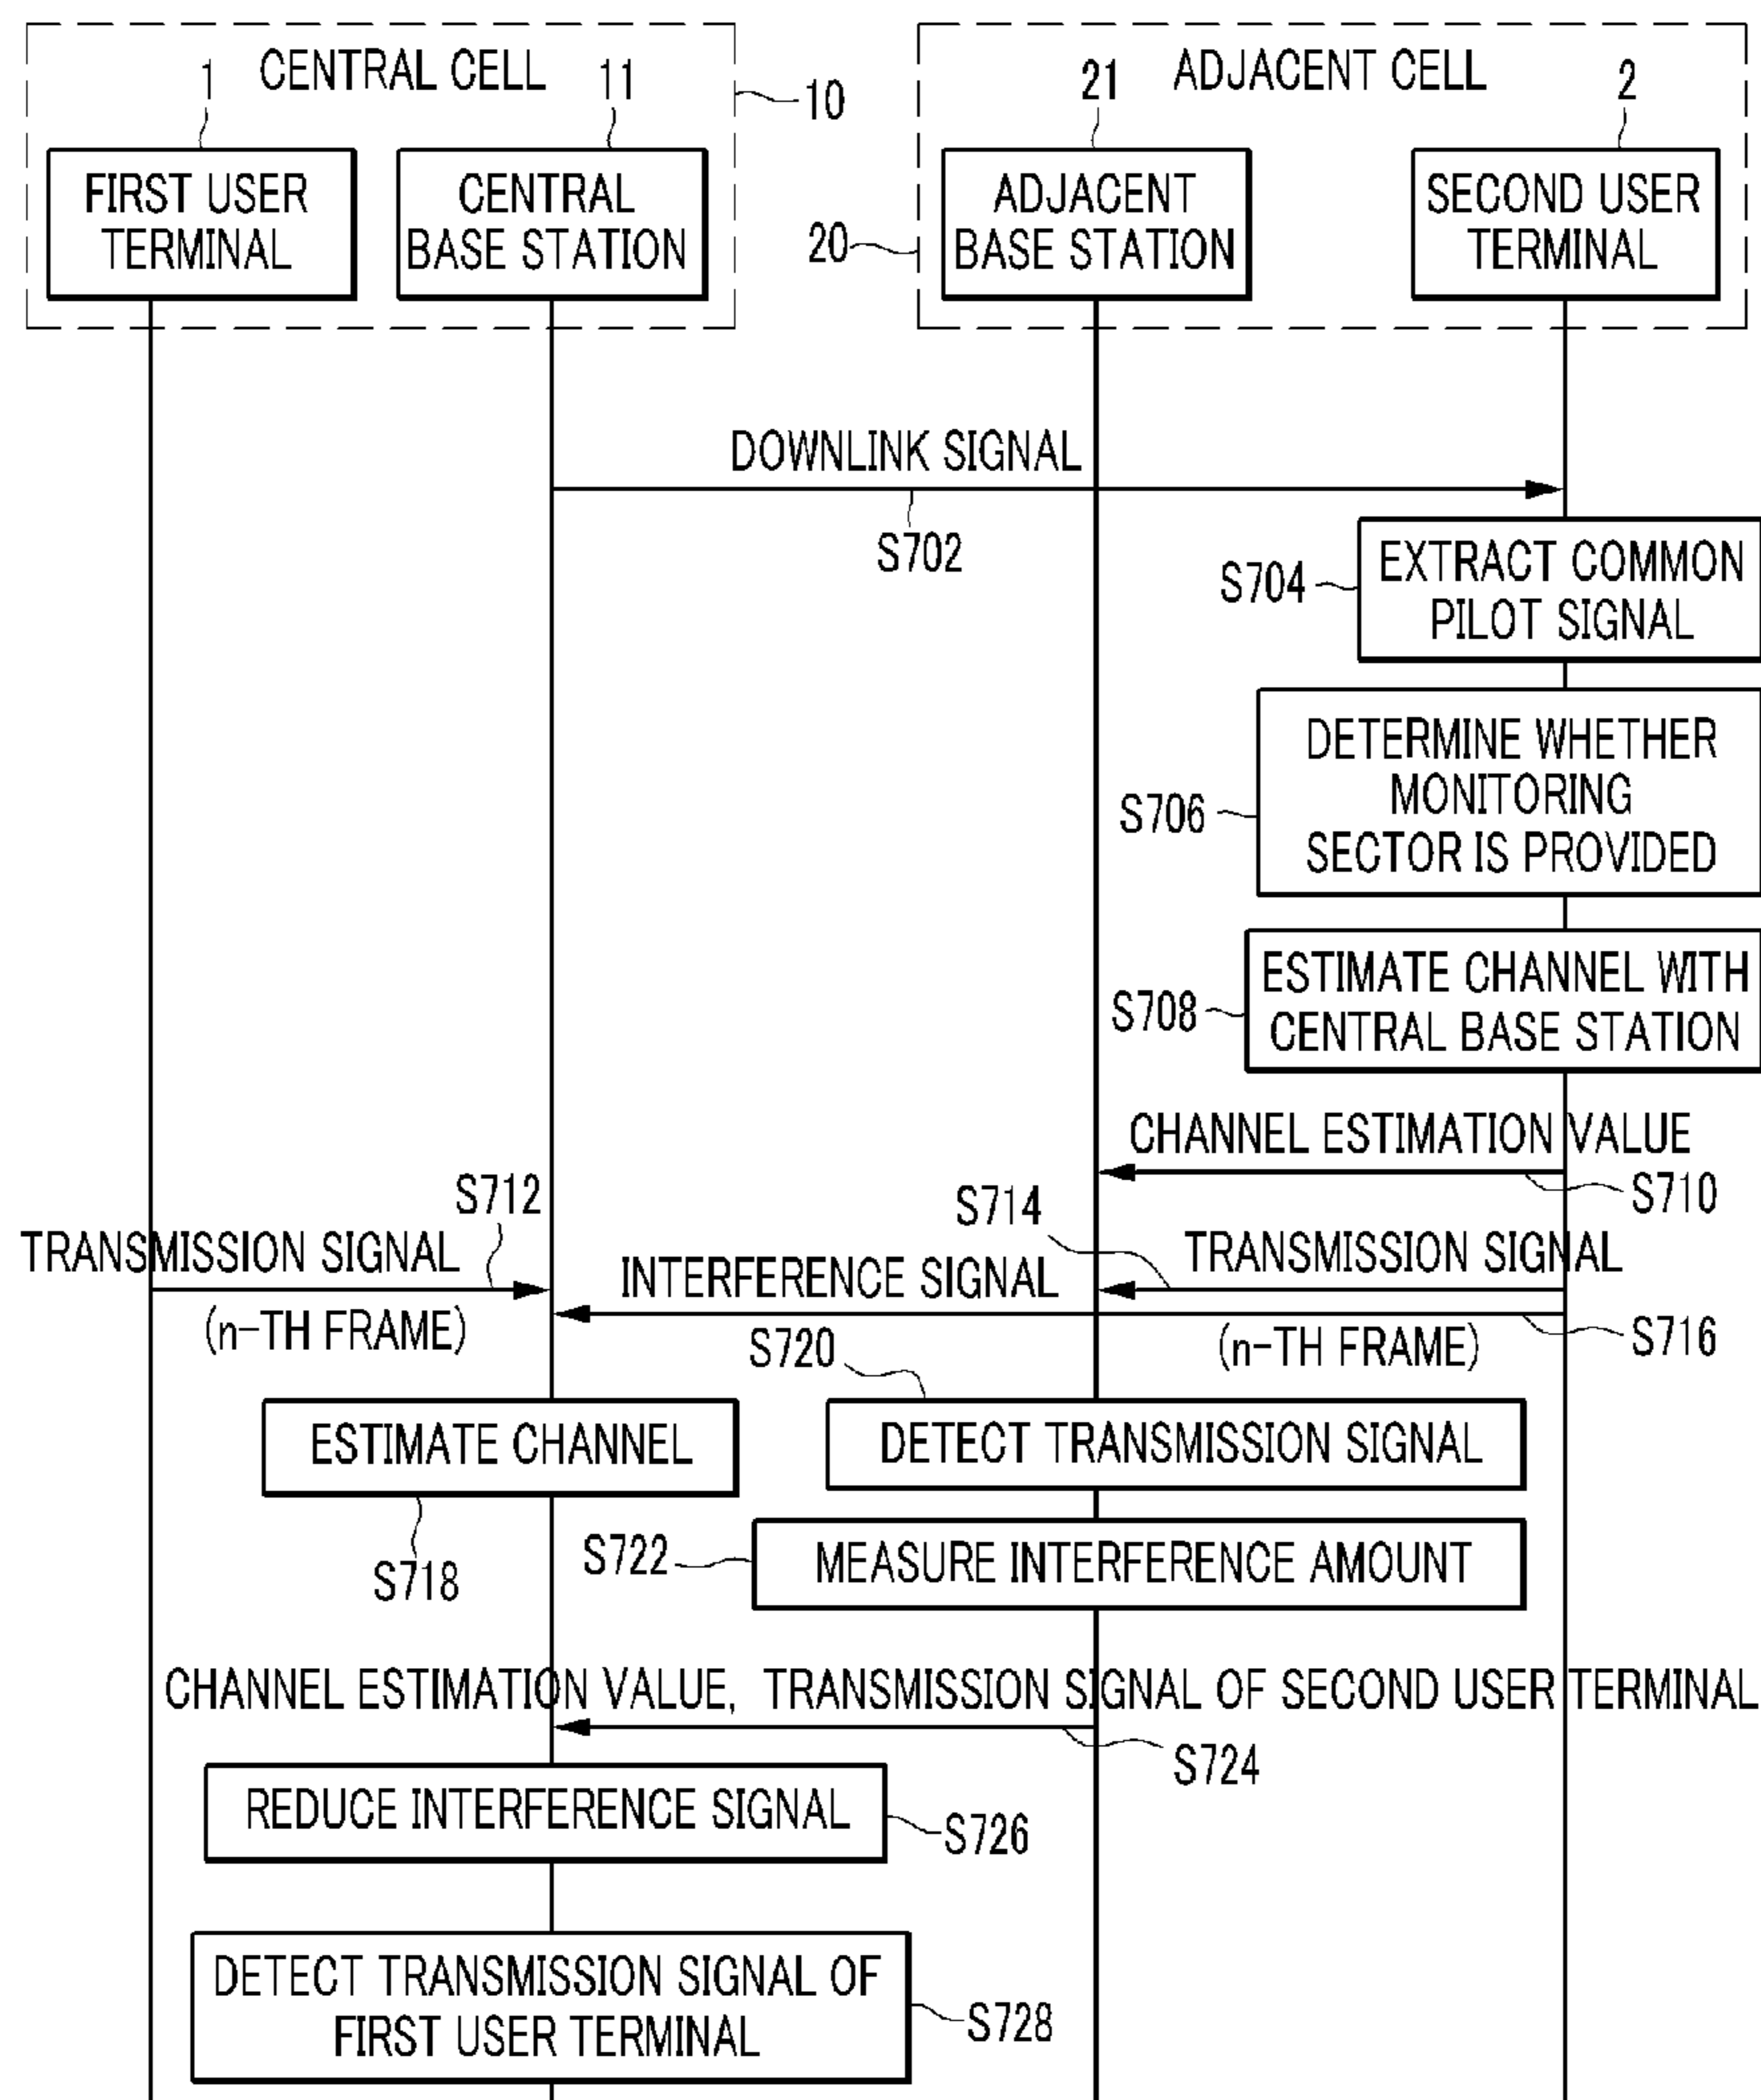 CENTRAL CELL
ADJACENT CELL
1
11
10
21
2
FIRST USER
TERMINAL
CENTRAL
BASE STATION
20
ADJACENT
BASE STATION
SECOND USER
TERMINAL
DOWNLINK SIGNAL
S702
S704
EXTRACT COMMON
PILOT SIGNAL
S706
DETERMINE WHETHER
MONITORING
SECTOR IS PROVIDED
S708
ESTIMATE CHANNEL WITH
CENTRAL BASE STATION
CHANNEL ESTIMATION VALUE
S710
S712
TRANSMISSION SIGNAL
(n-TH FRAME)
S714
TRANSMISSION SIGNAL
INTERFERENCE SIGNAL
(n-TH FRAME)
S716
S720
ESTIMATE CHANNEL
S718
DETECT TRANSMISSION SIGNAL
S722
MEASURE INTERFERENCE AMOUNT
CHANNEL ESTIMATION VALUE, TRANSMISSION SIGNAL OF SECOND USER TERMINAL
S724
REDUCE INTERFERENCE SIGNAL
S726
DETECT TRANSMISSION SIGNAL OF
FIRST USER TERMINAL
S728